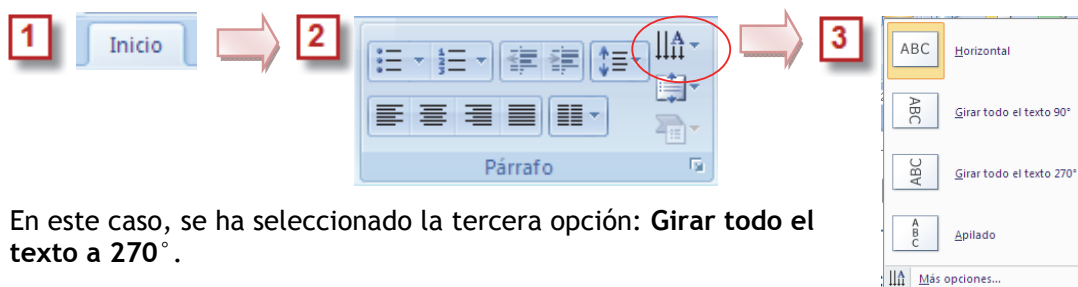 1
Inicio
2
Párrafo
3
ABC Horizontal
ABC Girar todo el texto 90°
ABC Girar todo el texto 270°
ABC Apilado
Más opciones...
En este caso, se ha seleccionado la tercera opción: Girar todo el
texto a 270°.